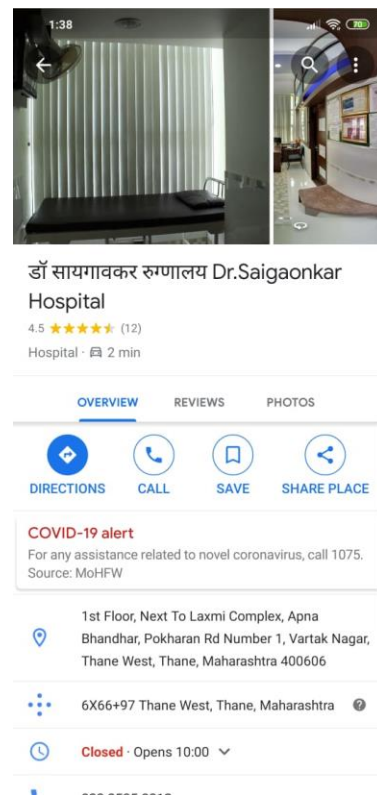 1:38
70
डॉ सायगावकर रुग्णालय Dr.Saigaonkar
Hospital
4.5 ★★★★★ (12)
Hospital · 2 min
OVERVIEW REVIEWS PHOTOS
DIRECTIONS CALL SAVE SHARE PLACE
COVID-19 alert
For any assistance related to novel coronavirus, call 1075.
Source: MoHFW
1st Floor, Next To Laxmi Complex, Apna
Bhandhar, Pokharan Rd Number 1, Vartak Nagar,
Thane West, Thane, Maharashtra 400606
6X66+97 Thane West, Thane, Maharashtra
Closed · Opens 10:00